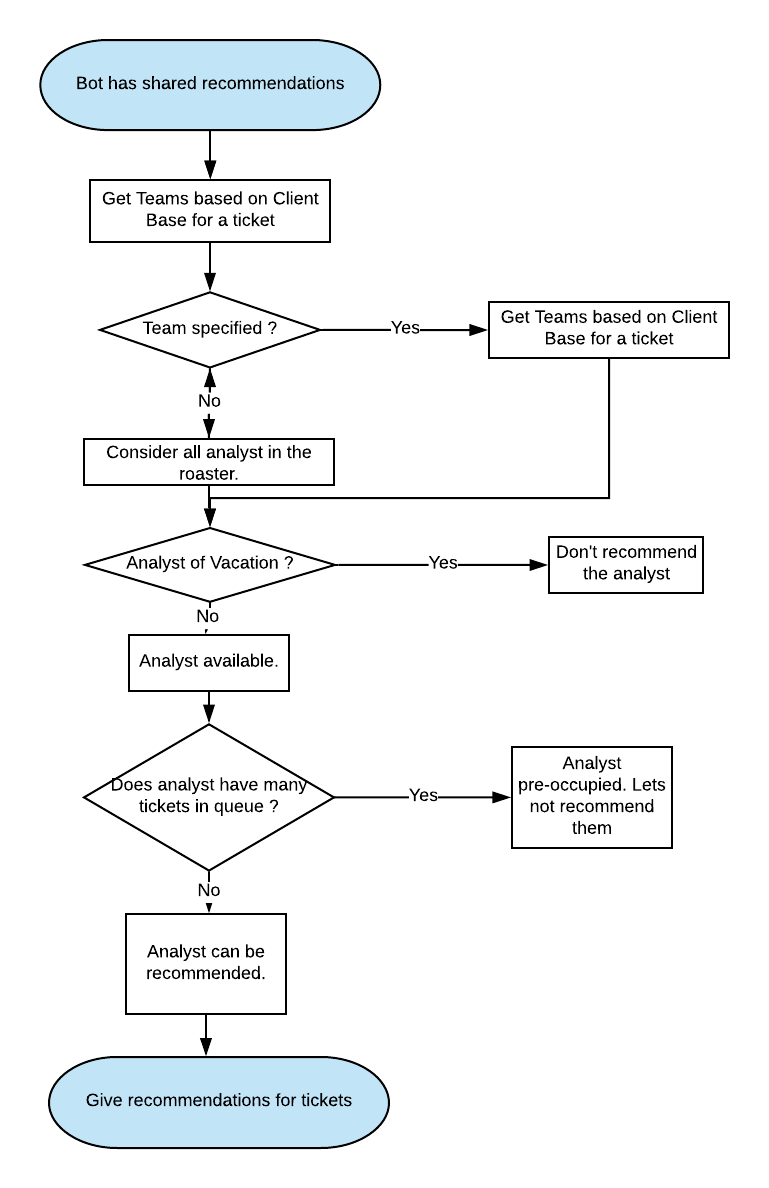 Bot has shared recommendations
Get Teams based on Client
Base for a ticket
Team specified ?
Yes
Get Teams based on Client
Base for a ticket
No
Consider all analyst in the
roaster.
Analyst of Vacation ?
Yes
Don't recommend
the analyst
No
Analyst available.
Does analyst have many
tickets in queue ?
Yes
Analyst
pre-occupied. Lets
not recommend
them
No
Analyst can be
recommended.
Give recommendations for tickets